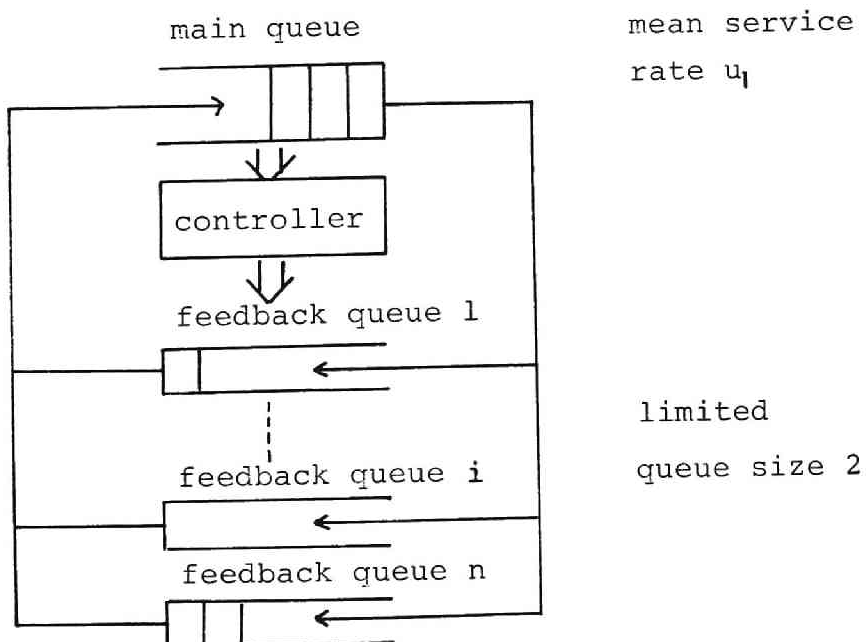 main queue
mean service
rate u₁
controller
feedback queue 1
limited
queue size 2
feedback queue i
feedback queue n